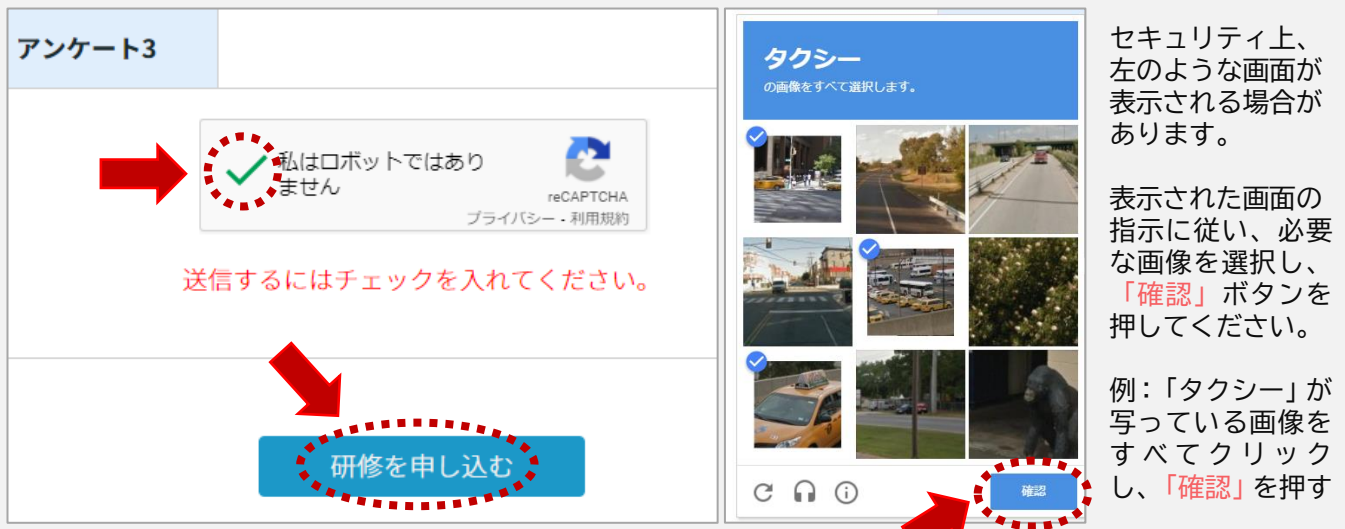 アンケート3
私はロボットではあり
ません
reCAPTCHA
プライバシー - 利用規約
送信するにはチェックを入れてください。
研修を申し込む
タクシー
の画像をすべて選択します。
確認
セキュリティ上、
左のような画面が
表示される場合が
あります。
表示された画面の
指示に従い、必要
な画像を選択し、
「確認」ボタンを
押してください。
例：「タクシー」が
写っている画像を
すべてクリック
し、「確認」を押す